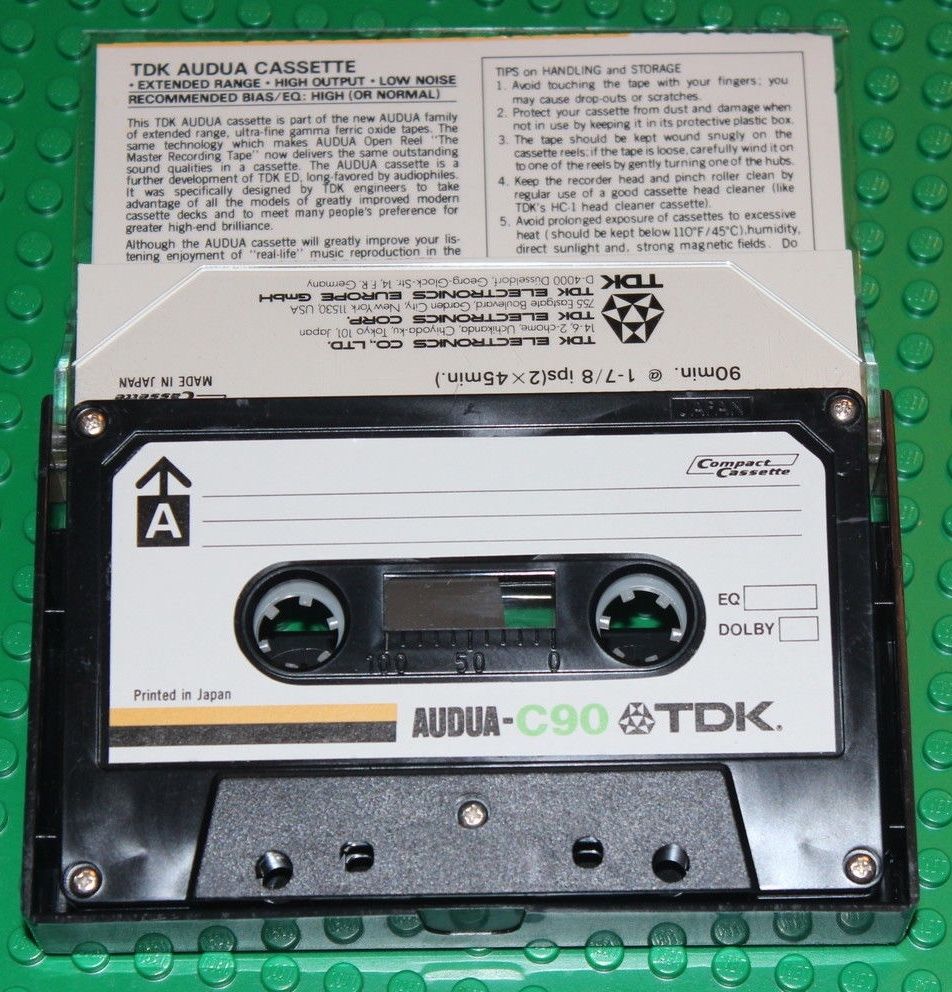 TDK AUDUA CASSETTE
• EXTENDED RANGE • HIGH OUTPUT • LOW NOISE
RECOMMENDED BIAS/EQ: HIGH (OR NORMAL)
This TDK AUDUA cassette is part of the new AUDUA family
of extended range, ultra-fine gamma ferric oxide tapes. The
same technology which makes AUDUA Open Reel "The
Master Recording Tape" now delivers the same outstanding
sound qualities in a cassette. The AUDUA cassette is a
further development of TDK ED, long-favored by audiophiles.
It was specifically designed by TDK engineers to take
advantage of all the models of greatly improved modern
cassette decks and to meet many people's preference for
greater high-end brilliance.
Although the AUDUA cassette will greatly improve your lis-
tening enjoyment of "real-life" music reproduction in the
TIPS on HANDLING and STORAGE
1. Avoid touching the tape with your fingers; you
may cause drop-outs or scratches.
2. Protect your cassette from dust and damage when
not in use by keeping it in its protective plastic box.
3. The tape should be kept wound snugly on the
cassette reels; if the tape is loose, carefully wind it on
to one of the reels by gently turning one of the hubs.
4. Keep the recorder head and pinch roller clean by
regular use of a good cassette head cleaner (like
TDK's HC-1 head cleaner cassette).
5. Avoid prolonged exposure of cassettes to excessive
heat (should be kept below 110°F/45°C), humidity,
direct sunlight and, strong magnetic fields. Do
90min. @ 1-7/8 ips(2×45min.)
Cassette
MADE IN JAPAN
TDK ELECTRONICS CO., LTD.
14-6, 2-chome, Uchikanda, Chiyoda-ku, Tokyo 101, Japan
TDK ELECTRONICS CORP.
755 Eastgate Boulevard, Garden City, New York 11530, USA
TDK ELECTRONICS EUROPE GmbH
D-4000 Düsseldorf, Georg-Glock-Str. 14, F.R. Germany
TDK
JAPAN
A
Compact
Cassette
EQ
DOLBY
100 50 0
Printed in Japan
AUDUA-C90 TDK.